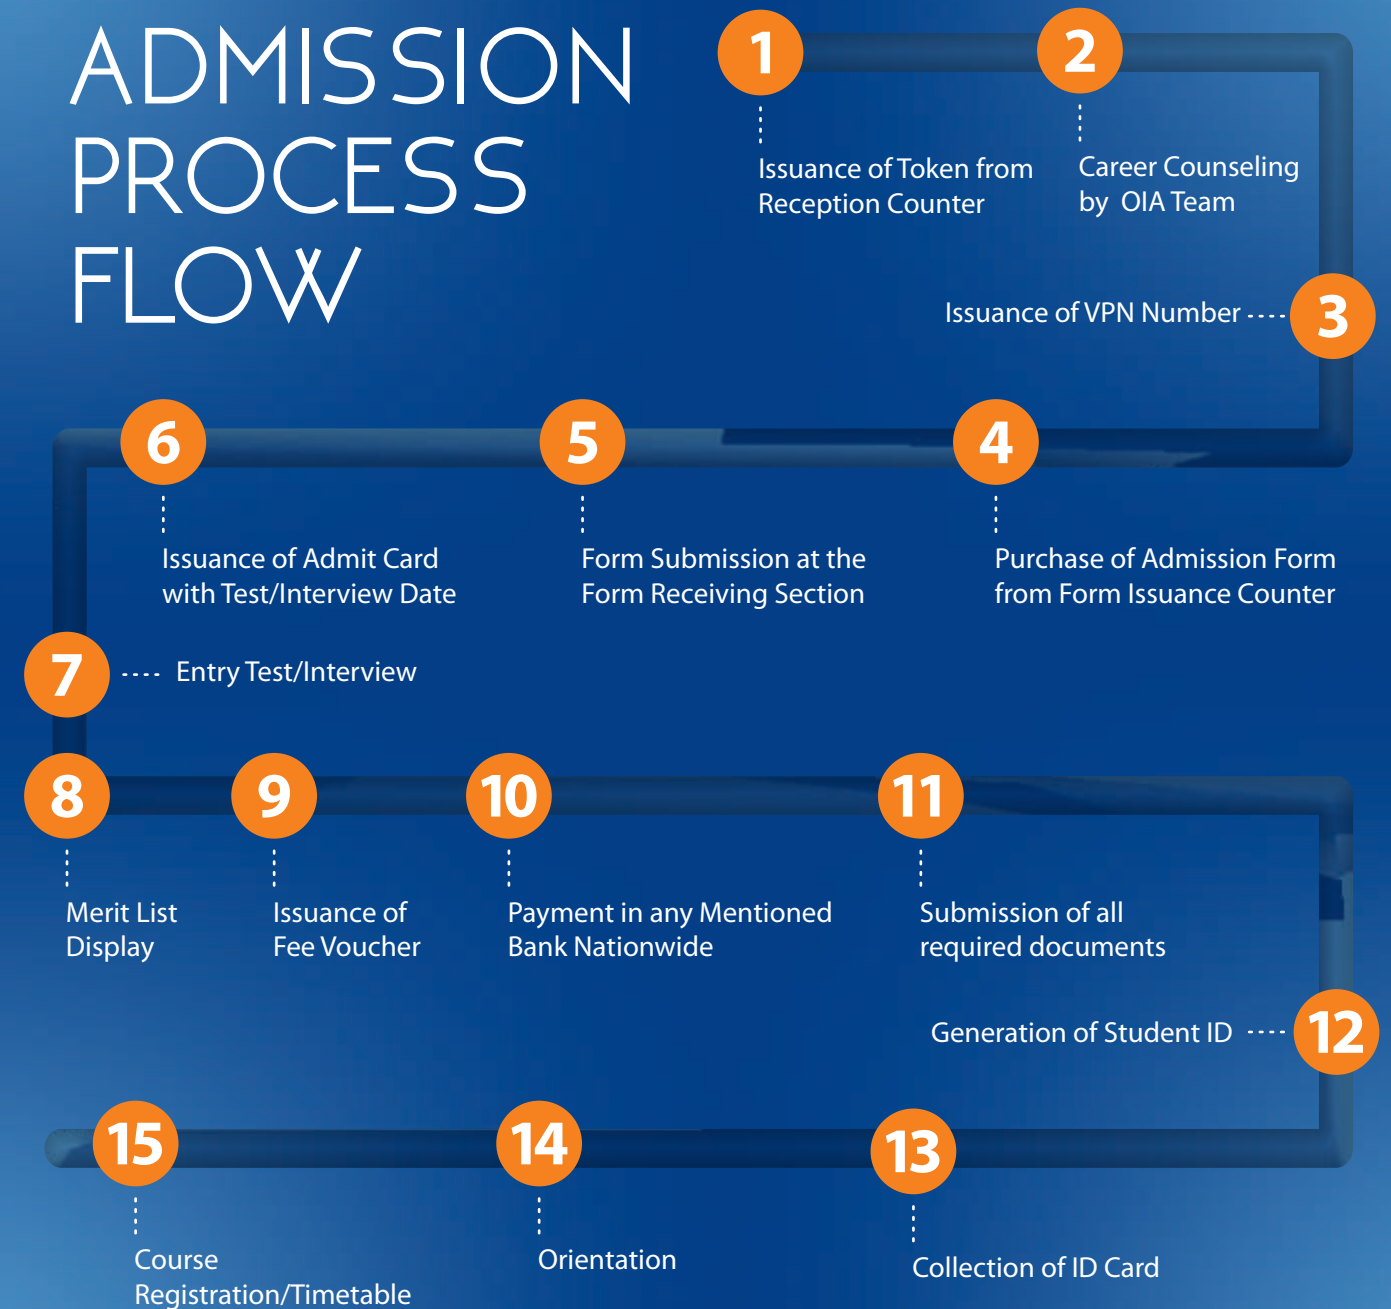 ADMISSION
PROCESS
FLOW
1
Issuance of Token from
Reception Counter
2
Career Counseling
by OIA Team
3
Issuance of VPN Number
4
Purchase of Admission Form
from Form Issuance Counter
5
Form Submission at the
Form Receiving Section
6
Issuance of Admit Card
with Test/Interview Date
7
Entry Test/Interview
8
Merit List
Display
9
Issuance of
Fee Voucher
10
Payment in any Mentioned
Bank Nationwide
11
Submission of all
required documents
12
Generation of Student ID
13
Collection of ID Card
14
Orientation
15
Course
Registration/Timetable